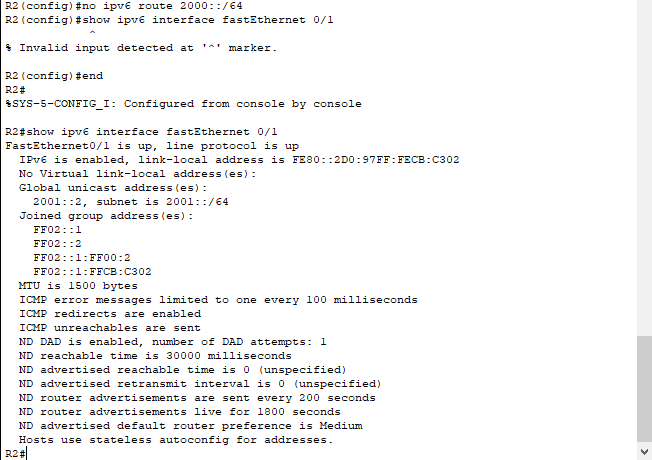 R2(config)#no ipv6 route 2000::/64
R2(config)#show ipv6 interface fastEthernet 0/1
^
% Invalid input detected at '^' marker.
R2(config)#end
R2#
%SYS-5-CONFIG_I: Configured from console by console
R2#show ipv6 interface fastEthernet 0/1
FastEthernet0/1 is up, line protocol is up
IPv6 is enabled, link-local address is FE80::2D0:97FF:FECB:C302
No Virtual link-local address(es):
Global unicast address(es):
2001::2, subnet is 2001::/64
Joined group address(es):
FF02::1
FF02::2
FF02::1:FF00:2
FF02::1:FFCB:C302
MTU is 1500 bytes
ICMP error messages limited to one every 100 milliseconds
ICMP redirects are enabled
ICMP unreachables are sent
ND DAD is enabled, number of DAD attempts: 1
ND reachable time is 30000 milliseconds
ND advertised reachable time is 0 (unspecified)
ND advertised retransmit interval is 0 (unspecified)
ND router advertisements are sent every 200 seconds
ND router advertisements live for 1800 seconds
ND advertised default router preference is Medium
Hosts use stateless autoconfig for addresses.
R2#